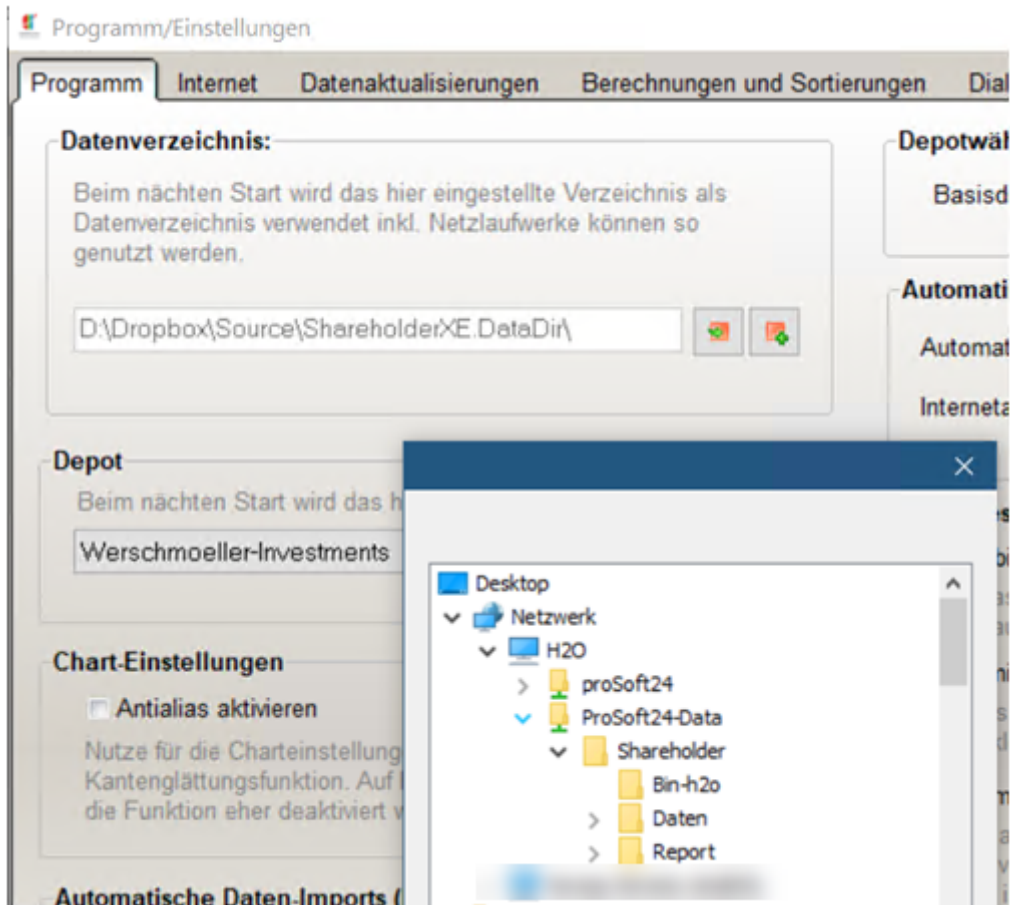 Programm/Einstellungen
Programm Internet Datenaktualisierungen Berechnungen und Sortierungen
Datenverzeichnis:
Beim nächten Start wird das hier eingestellte Verzeichnis als
Datenverzeichnis verwendet inkl. Netzlaufwerke können so
genutzt werden.
D:\Dropbox\Source\ShareholderXE.DataDir\
Depot
Beim nächten Start wird das h
Werschmoeller-Investments
Chart-Einstellungen
Antialias aktivieren
Nutze für die Charteinstellung
Kantenglättungsfunktion. Auf
die Funktion eher deaktiviert
Automatische Daten-Imports (
Depotwäh
Basisd
Automati
Automat
Interneta
Desktop
Netzwerk
H2O
proSoft24
ProSoft24-Data
Shareholder
Bin-h2o
Daten
Report